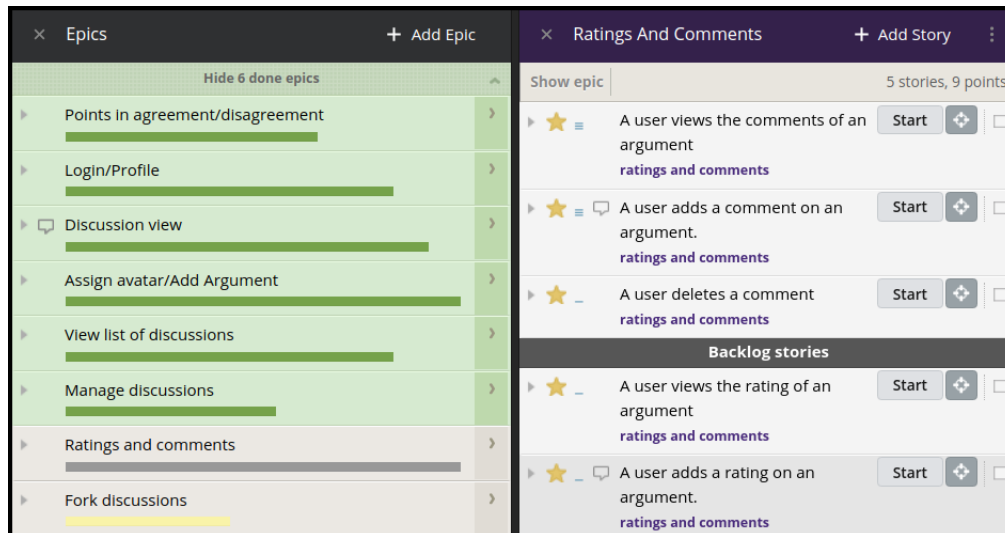 Epics
+ Add Epic
Hide 6 done epics
Points in agreement/disagreement
Login/Profile
Discussion view
Assign avatar/Add Argument
View list of discussions
Manage discussions
Ratings and comments
Fork discussions
Ratings And Comments
+ Add Story
Show epic
5 stories, 9 points
A user views the comments of an
argument
ratings and comments
Start
A user adds a comment on an
argument.
ratings and comments
Start
A user deletes a comment
ratings and comments
Start
Backlog stories
A user views the rating of an
argument
ratings and comments
Start
A user adds a rating on an
argument.
ratings and comments
Start